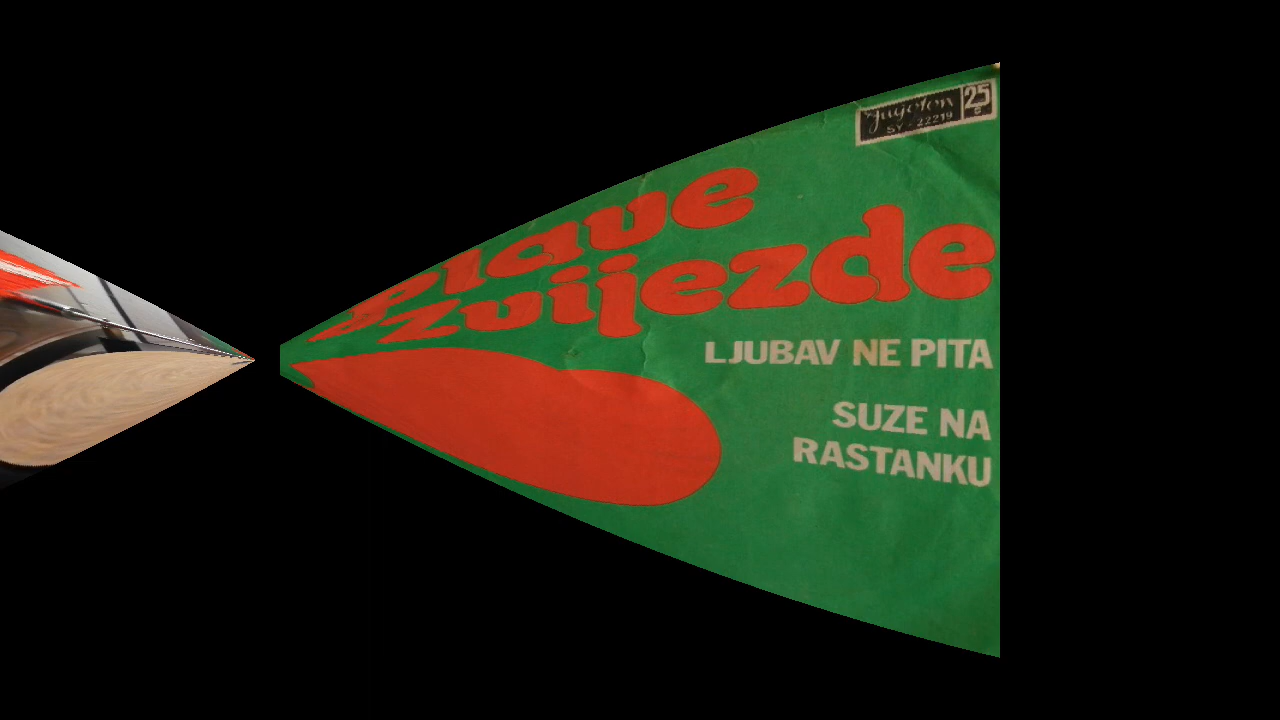 Jugoton 25
SY - 22219 e
plave
zvijezde
LJUBAV NE PITA
SUZE NA
RASTANKU